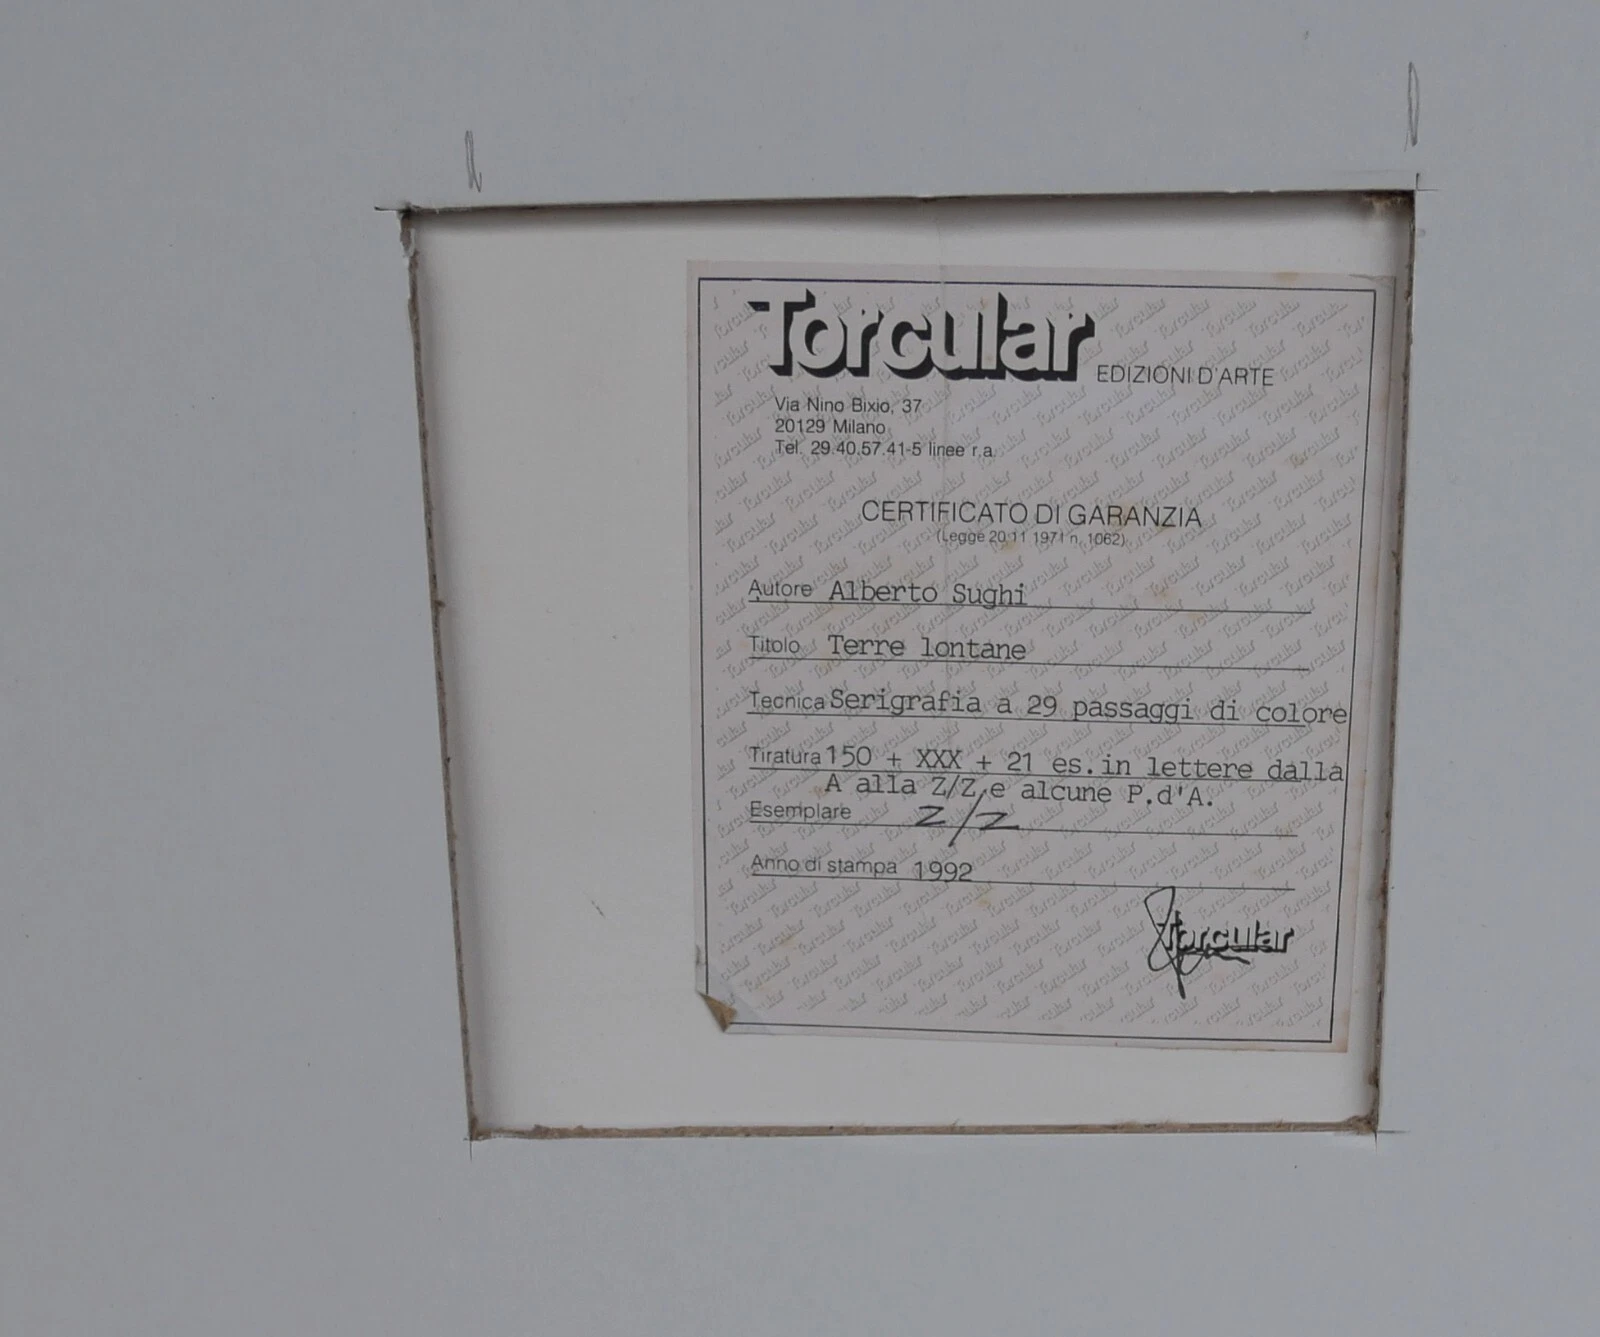 Torcular EDIZIONI D'ARTE
Via Nino Bixio, 37
20129 Milano
Tel. 29.40.57.41-5 linee r.a.
CERTIFICATO DI GARANZIA
(Legge 20 11 1971 n. 1062)
Autore Alberto Sughi
Titolo Terre lontane
Tecnica Serigrafia a 29 passaggi di colore
Tiratura 150 + XXX + 21 es. in lettere dalla
A alla Z/Z e alcune P.d'A.
Esemplare Z/Z
Anno di stampa 1992
Torcular